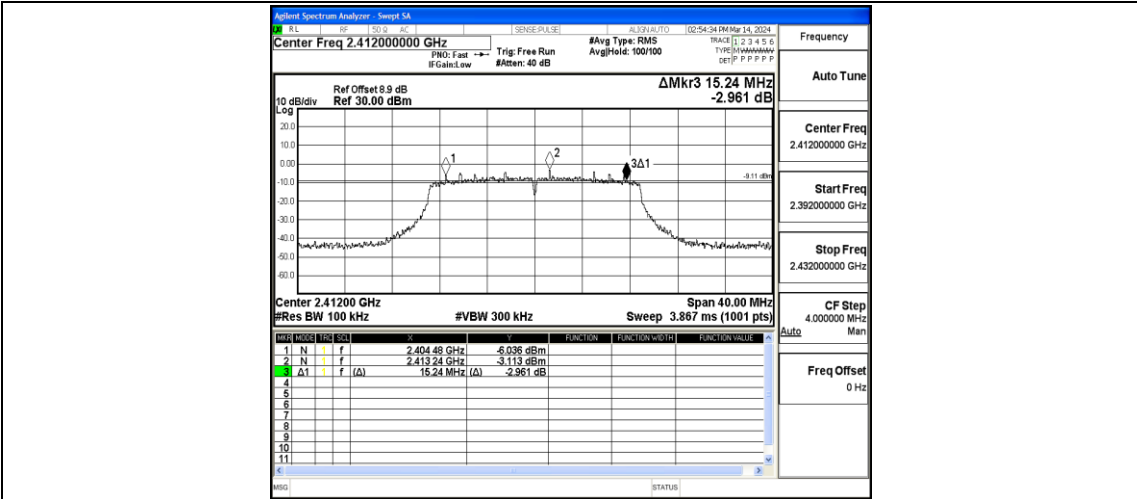 Agilent Spectrum Analyzer - Swept SA
RL RF 50 Ω AC SENSE:PULSE ALIGN AUTO 02:54:34 PM Mar 14, 2024
Center Freq 2.412000000 GHz
PNO: Fast
IFGain:Low
Trig: Free Run
#Atten: 40 dB
#Avg Type: RMS
Avg|Hold: 100/100
TRACE 1 2 3 4 5 6
TYPE M WWWWW
DET P P P P P P
ΔMkr3 15.24 MHz
-2.961 dB
Ref Offset 8.9 dB
10 dB/div Ref 30.00 dBm
Log
20.0
10.0
0.00
-10.0
-20.0
-30.0
-40.0
-50.0
-60.0
1
2
3Δ1
-9.11 dBm
Center 2.41200 GHz Span 40.00 MHz
#Res BW 100 kHz #VBW 300 kHz Sweep 3.867 ms (1001 pts)
MKR MODE TRC SCL X Y FUNCTION FUNCTION WIDTH FUNCTION VALUE
1 N 1 f 2.404 48 GHz -6.036 dBm
2 N 1 f 2.413 24 GHz -3.113 dBm
3 Δ1 1 f (Δ) 15.24 MHz (Δ) -2.961 dB
4
5
6
7
8
9
10
11
MSG STATUS
Frequency
Auto Tune
Center Freq
2.412000000 GHz
Start Freq
2.392000000 GHz
Stop Freq
2.432000000 GHz
CF Step
4.000000 MHz
Auto Man
Freq Offset
0 Hz